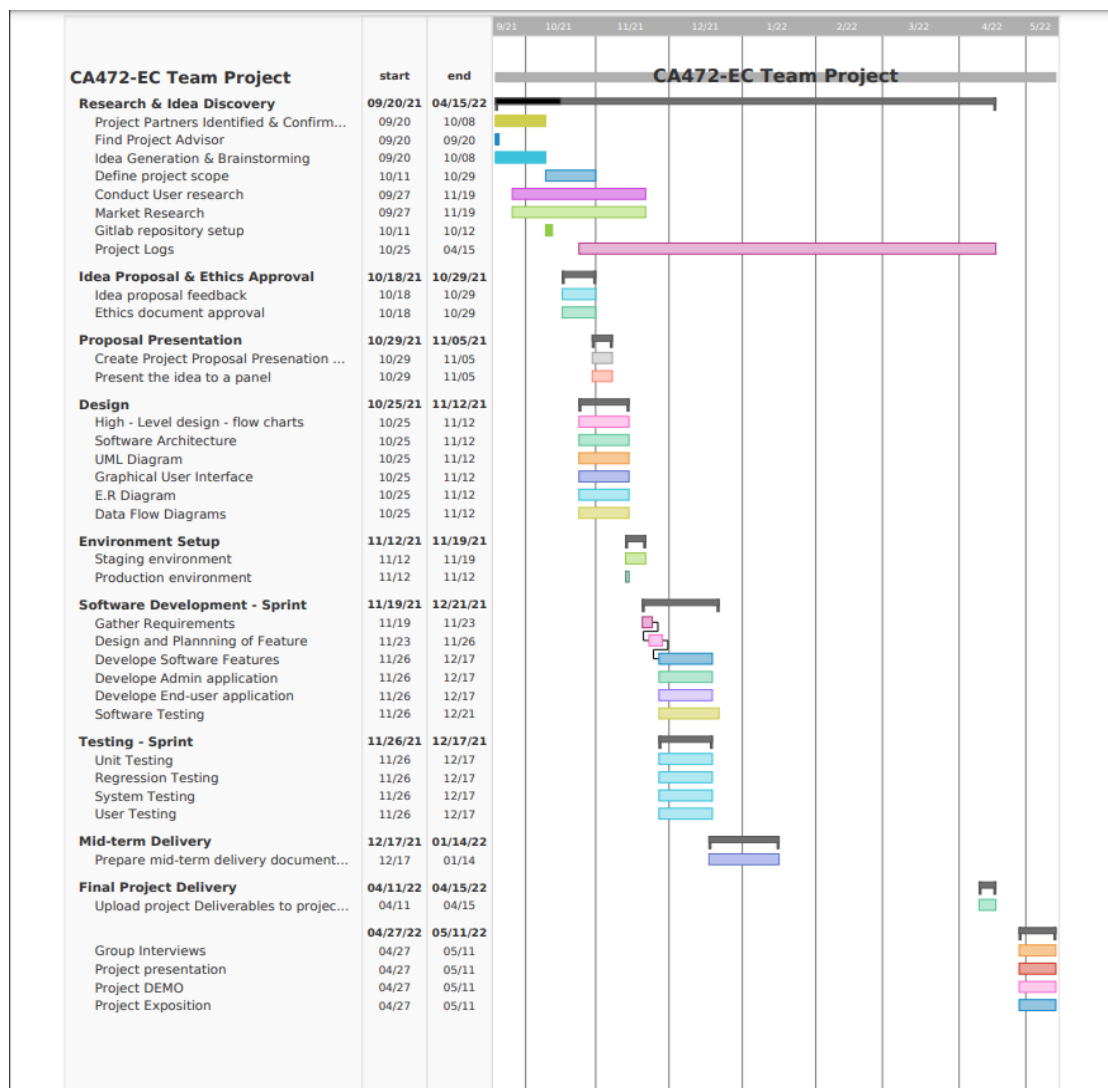 9/21 10/21 11/21 12/21 1/22 2/22 3/22 4/22 5/22
CA472-EC Team Project start end CA472-EC Team Project
Research & Idea Discovery 09/20/21 04/15/22
Project Partners Identified & Confirm... 09/20 10/08
Find Project Advisor 09/20 09/20
Idea Generation & Brainstorming 09/20 10/08
Define project scope 10/11 10/29
Conduct User research 09/27 11/19
Market Research 09/27 11/19
Gitlab repository setup 10/11 10/12
Project Logs 10/25 04/15
Idea Proposal & Ethics Approval 10/18/21 10/29/21
Idea proposal feedback 10/18 10/29
Ethics document approval 10/18 10/29
Proposal Presentation 10/29/21 11/05/21
Create Project Proposal Presenation ... 10/29 11/05
Present the idea to a panel 10/29 11/05
Design 10/25/21 11/12/21
High - Level design - flow charts 10/25 11/12
Software Architecture 10/25 11/12
UML Diagram 10/25 11/12
Graphical User Interface 10/25 11/12
E.R Diagram 10/25 11/12
Data Flow Diagrams 10/25 11/12
Environment Setup 11/12/21 11/19/21
Staging environment 11/12 11/19
Production environment 11/12 11/12
Software Development - Sprint 11/19/21 12/21/21
Gather Requirements 11/19 11/23
Design and Plannning of Feature 11/23 11/26
Develope Software Features 11/26 12/17
Develope Admin application 11/26 12/17
Develope End-user application 11/26 12/17
Software Testing 11/26 12/21
Testing - Sprint 11/26/21 12/17/21
Unit Testing 11/26 12/17
Regression Testing 11/26 12/17
System Testing 11/26 12/17
User Testing 11/26 12/17
Mid-term Delivery 12/17/21 01/14/22
Prepare mid-term delivery document... 12/17 01/14
Final Project Delivery 04/11/22 04/15/22
Upload project Deliverables to projec... 04/11 04/15
04/27/22 05/11/22
Group Interviews 04/27 05/11
Project presentation 04/27 05/11
Project DEMO 04/27 05/11
Project Exposition 04/27 05/11